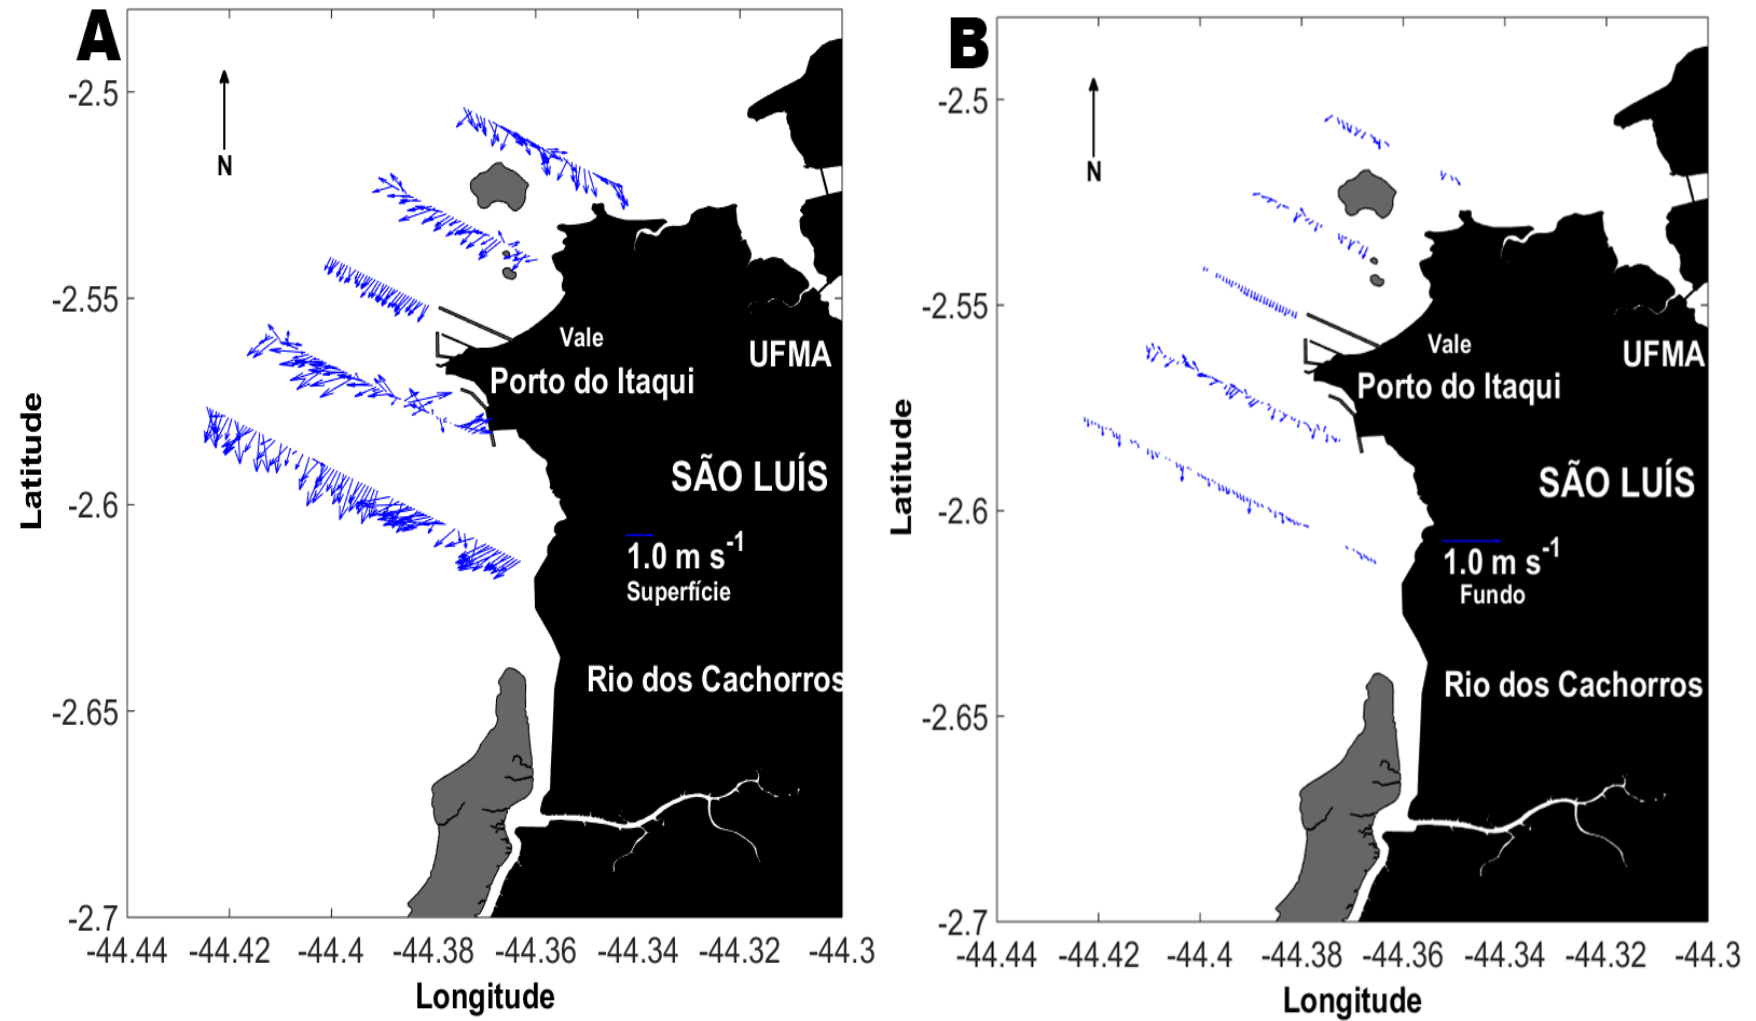 A
-2.5
-2.55
-2.6
-2.65
-2.7
-44.44 -44.42 -44.4 -44.38 -44.36 -44.34 -44.32 -44.3
Latitude
Longitude
N
Vale
UFMA
Porto do Itaqui
SÃO LUÍS
1.0 m s⁻¹
Superfície
Rio dos Cachorros
B
-2.5
-2.55
-2.6
-2.65
-2.7
-44.44 -44.42 -44.4 -44.38 -44.36 -44.34 -44.32 -44.3
Latitude
Longitude
N
Vale
UFMA
Porto do Itaqui
SÃO LUÍS
1.0 m s⁻¹
Fundo
Rio dos Cachorros